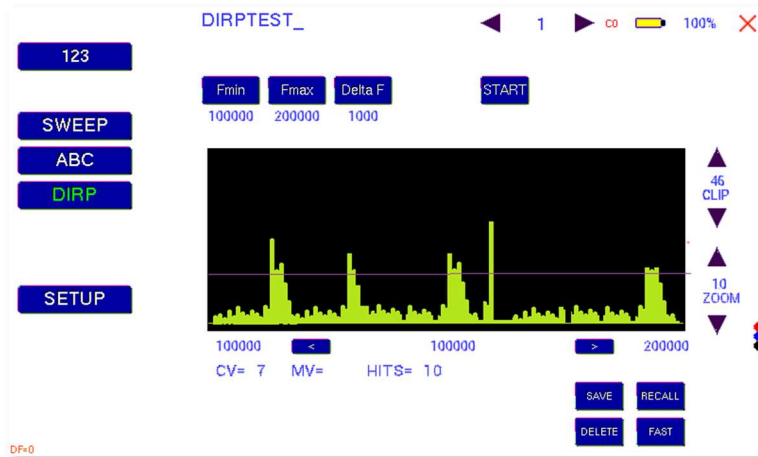 DIRPTEST_
1
C0
100%
123
Fmin Fmax Delta F START
100000 200000 1000
SWEEP
ABC
DIRP
46
CLIP
10
ZOOM
SETUP
100000 < 100000 > 200000
CV= 7 MV= HITS= 10
SAVE RECALL
DELETE FAST
DF=0